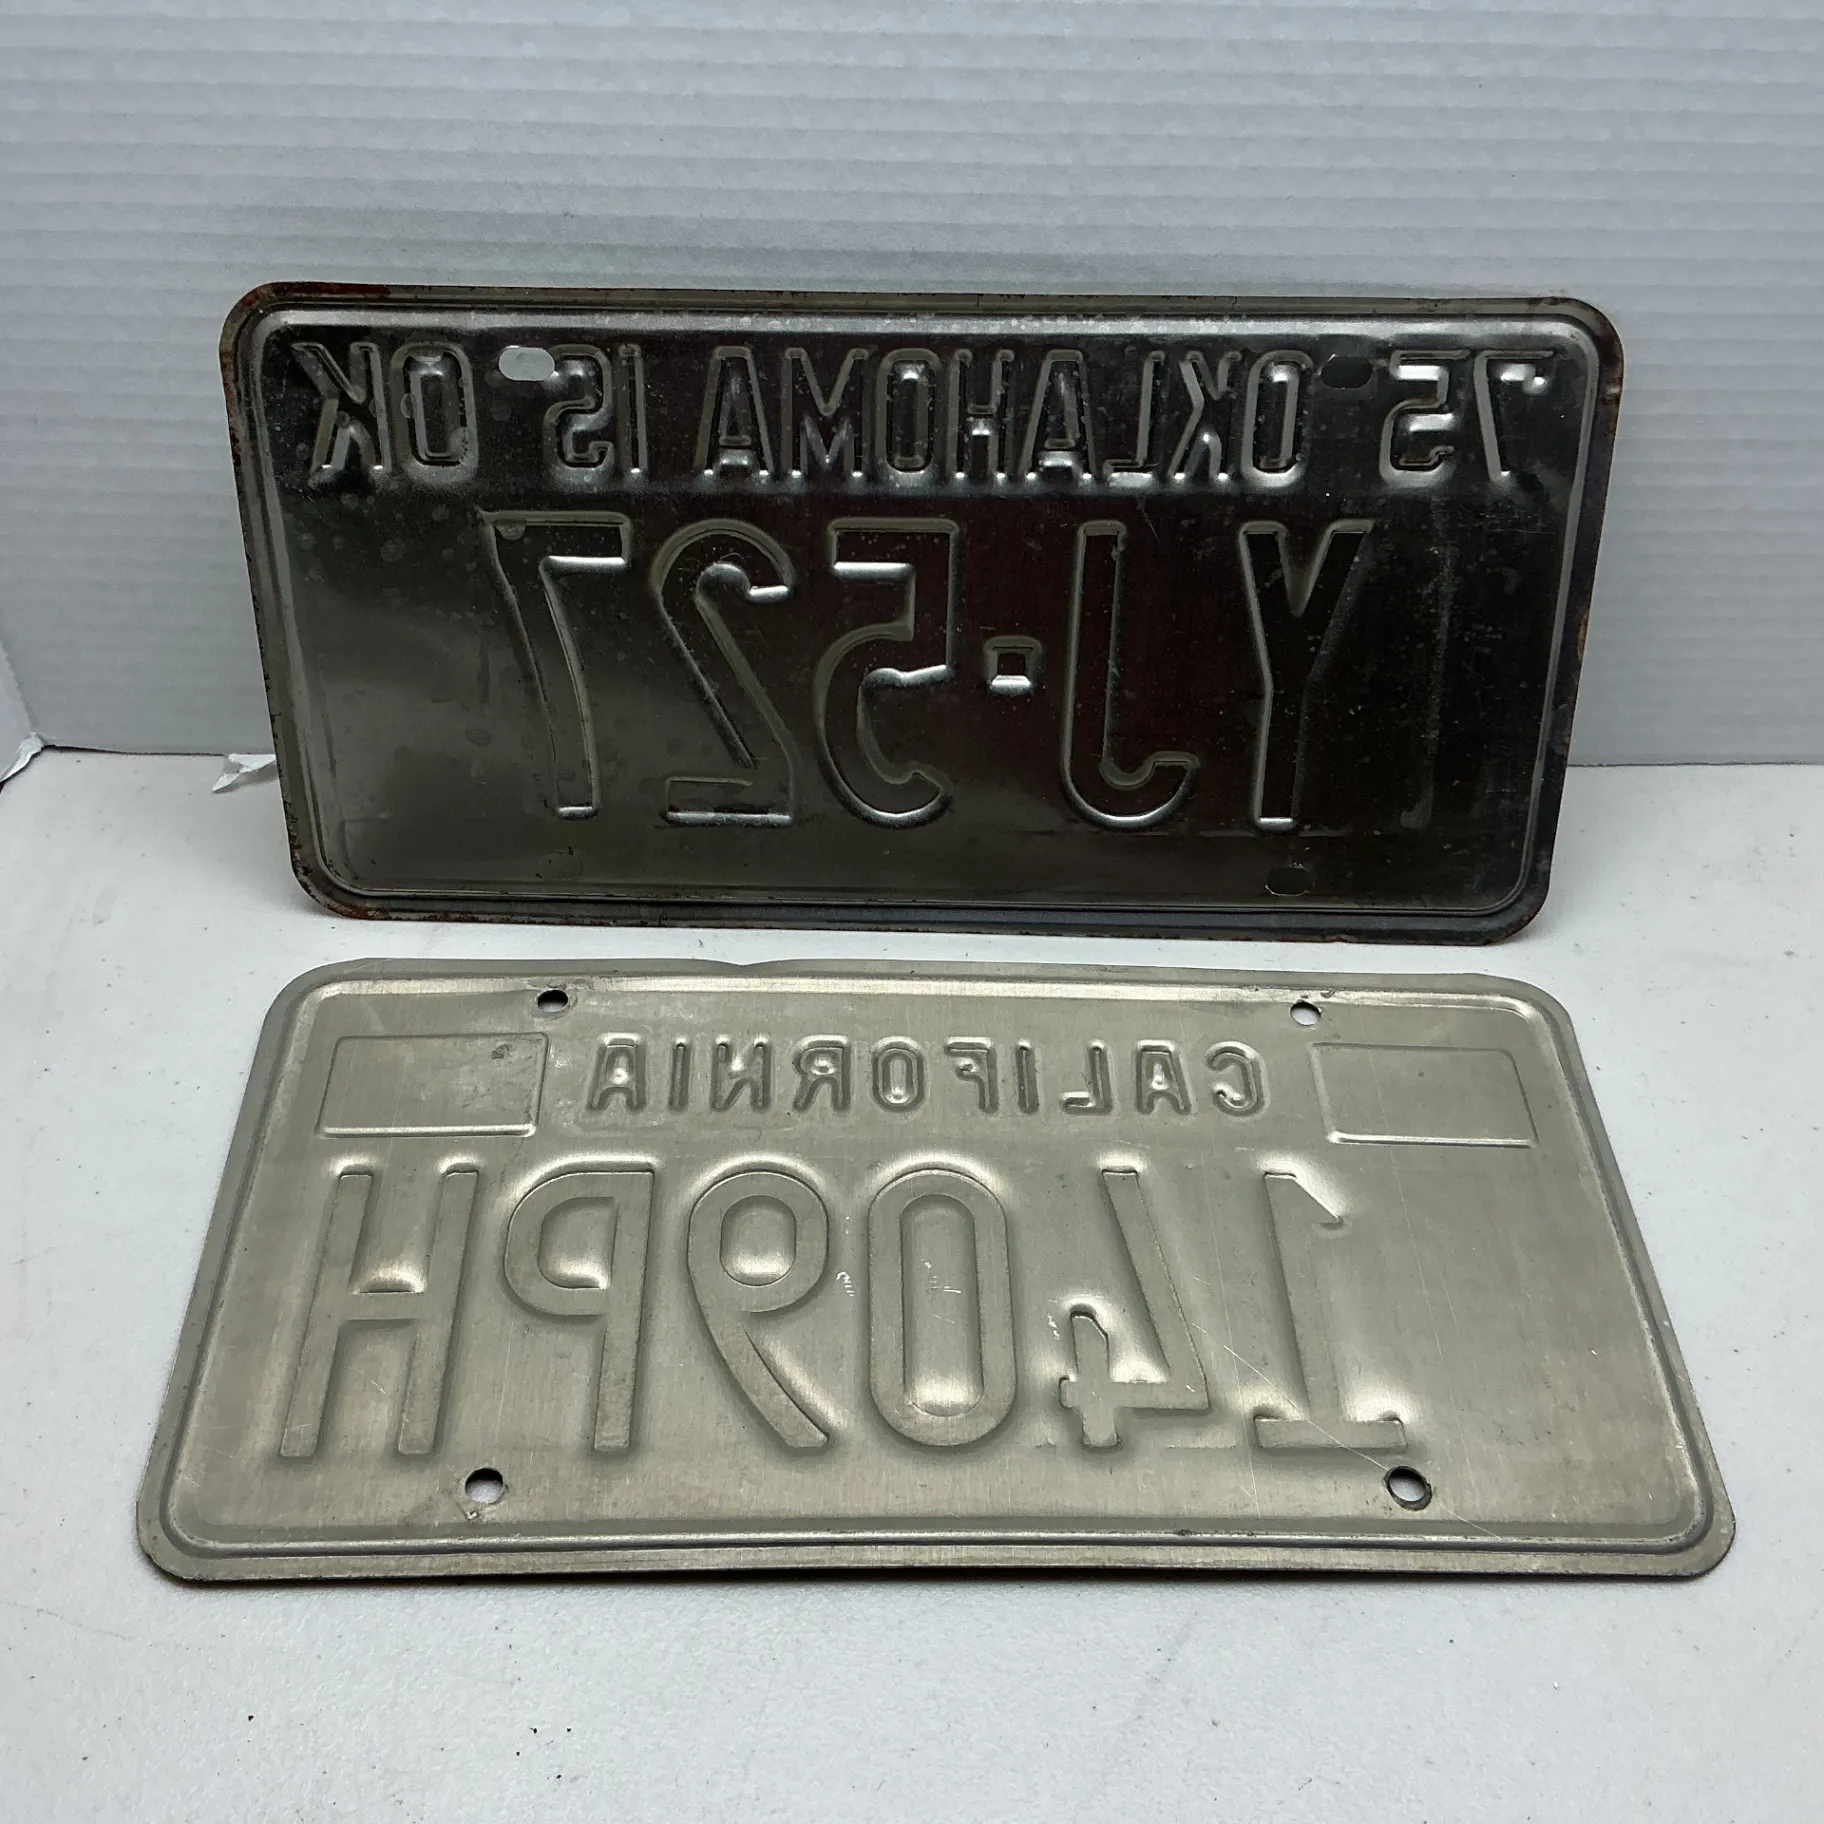 75 OKLAHOMA IS OK
YJ·527
CALIFORNIA
1409PH